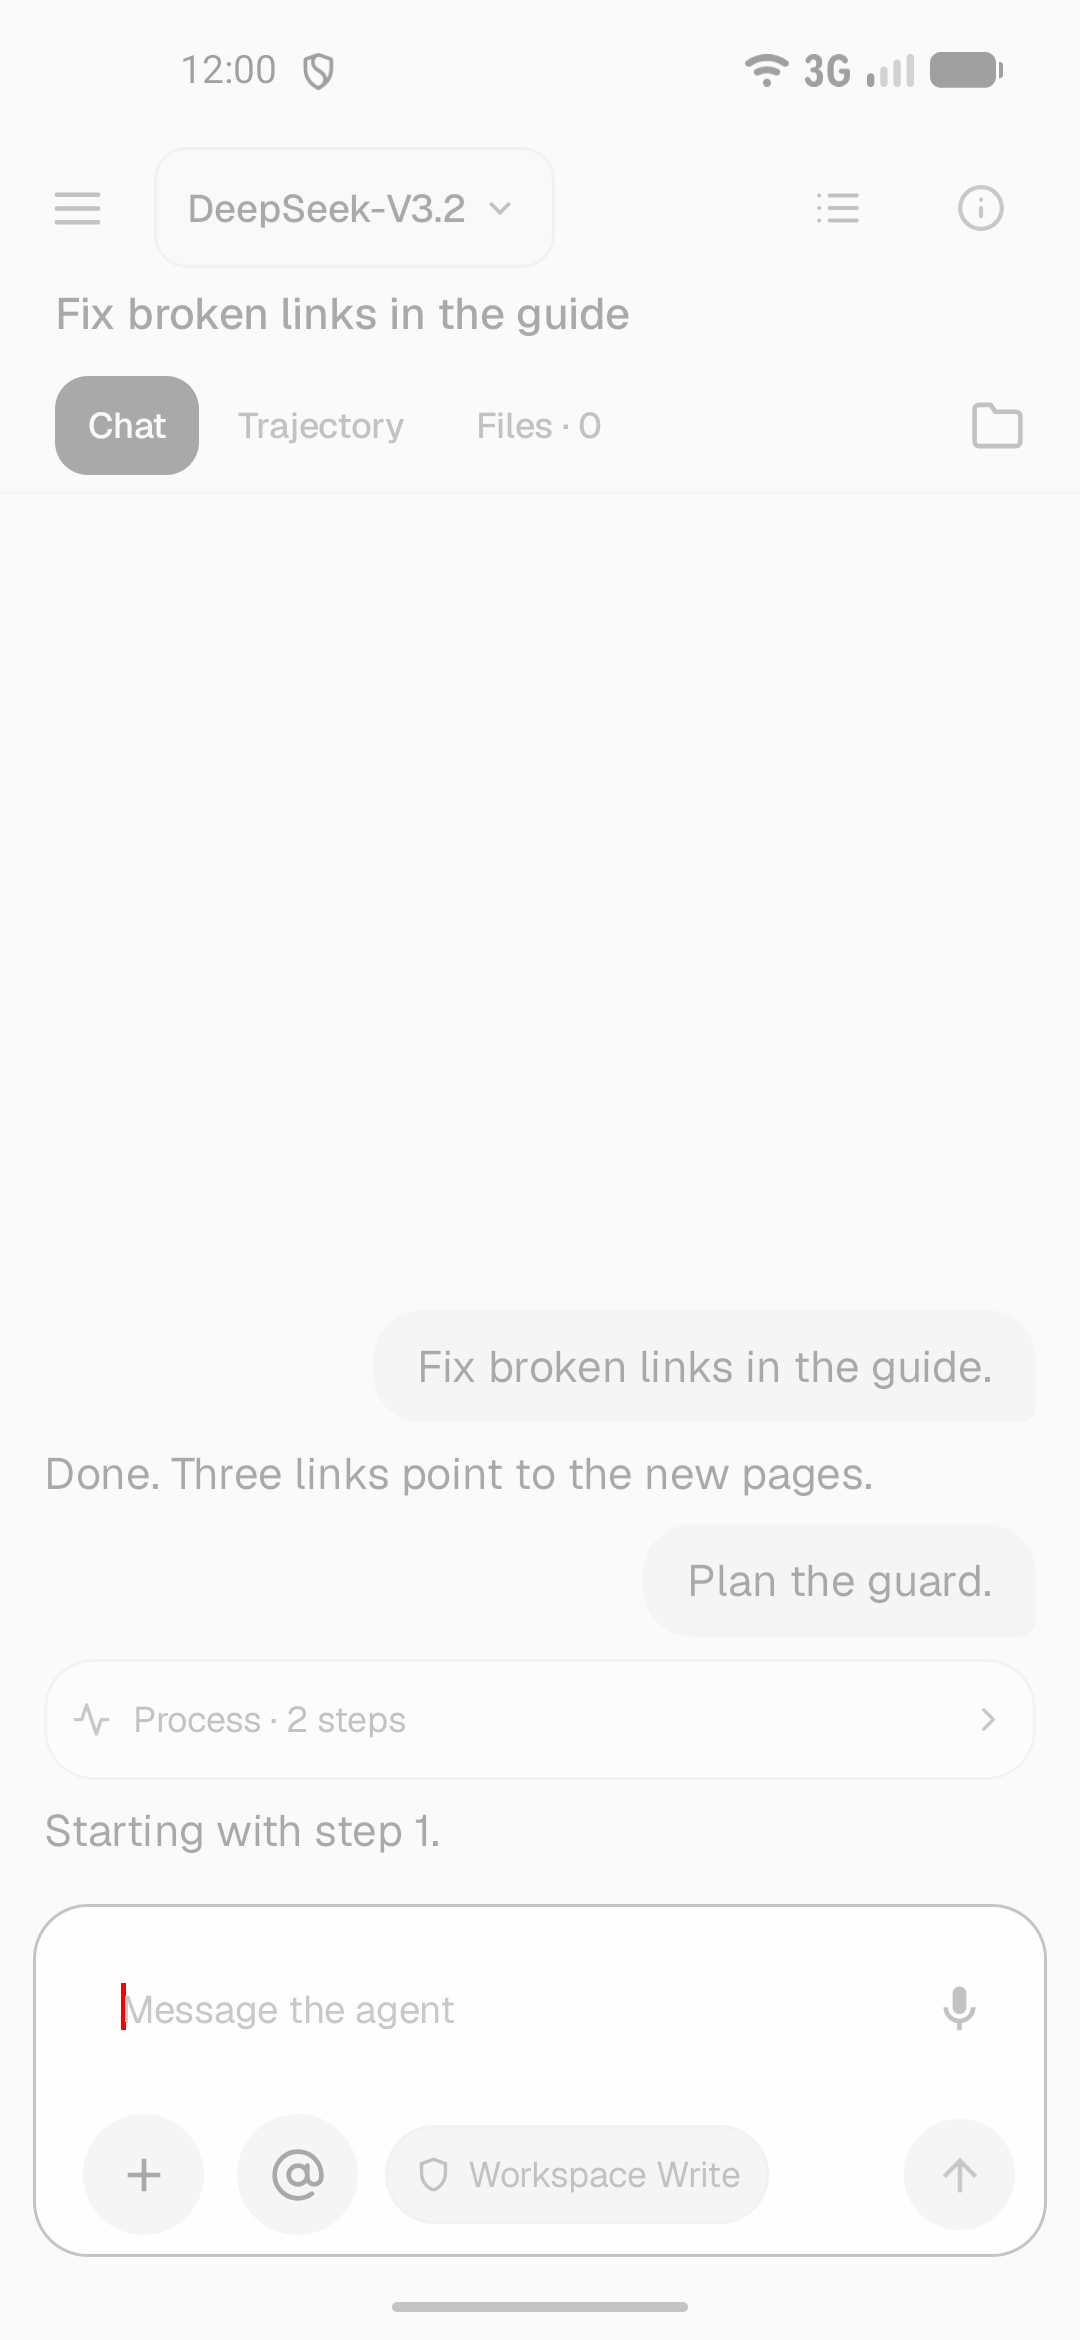 12:00
3G
DeepSeek-V3.2
Fix broken links in the guide
Chat
Trajectory
Files · 0
Fix broken links in the guide.
Done. Three links point to the new pages.
Plan the guard.
Process · 2 steps
Starting with step 1.
Message the agent
Workspace Write